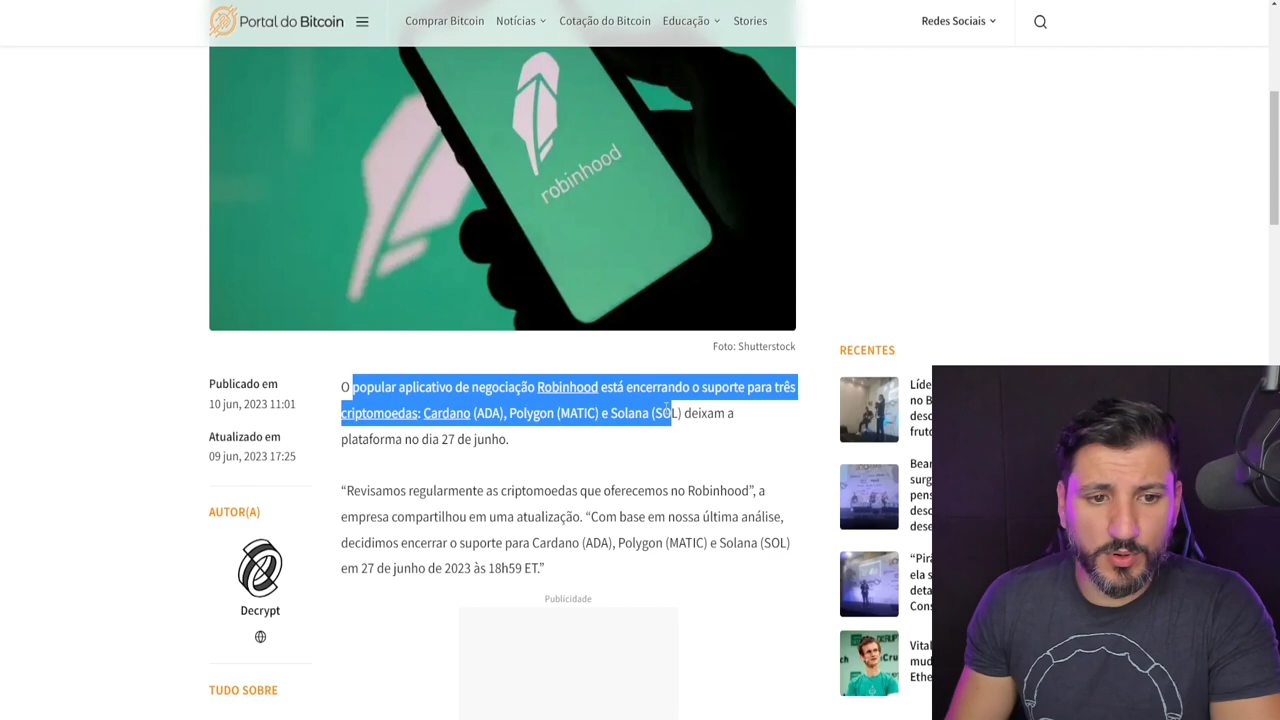 Portal do Bitcoin
Comprar Bitcoin
Notícias
Cotação do Bitcoin
Educação
Stories
Redes Sociais
robinhood
Foto: Shutterstock
Publicado em
10 jun, 2023 11:01
Atualizado em
09 jun, 2023 17:25
AUTOR(A)
Decrypt
TUDO SOBRE
O popular aplicativo de negociação Robinhood está encerrando o suporte para três
criptomoedas: Cardano (ADA), Polygon (MATIC) e Solana (SOL) deixam a
plataforma no dia 27 de junho.
“Revisamos regularmente as criptomoedas que oferecemos no Robinhood”, a
empresa compartilhou em uma atualização. “Com base em nossa última análise,
decidimos encerrar o suporte para Cardano (ADA), Polygon (MATIC) e Solana (SOL)
em 27 de junho de 2023 às 18h59 ET.”
Publicidade
RECENTES
no B